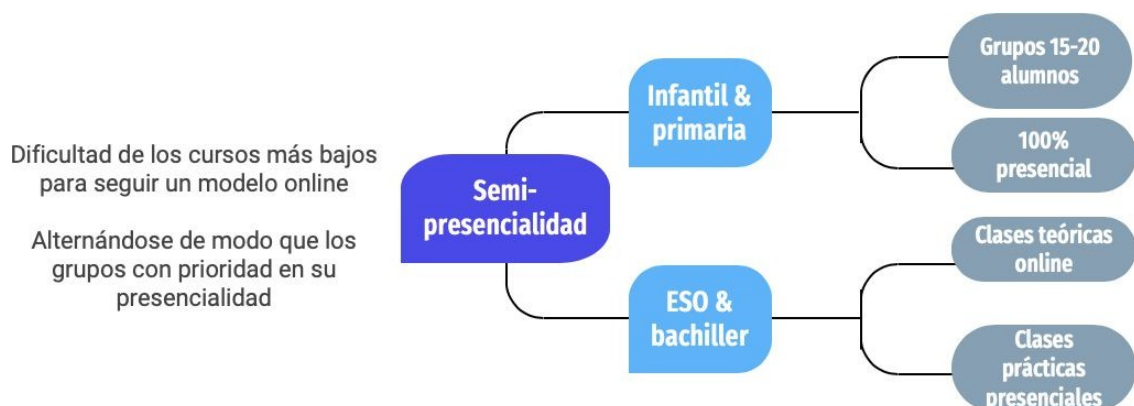 Dificultad de los cursos más bajos
para seguir un modelo online
Alternándose de modo que los
grupos con prioridad en su
presencialidad
Semi-
presencialidad
Infantil &
primaria
Grupos 15-20
alumnos
100%
presencial
ESO &
bachiller
Clases teóricas
online
Clases
prácticas
presenciales